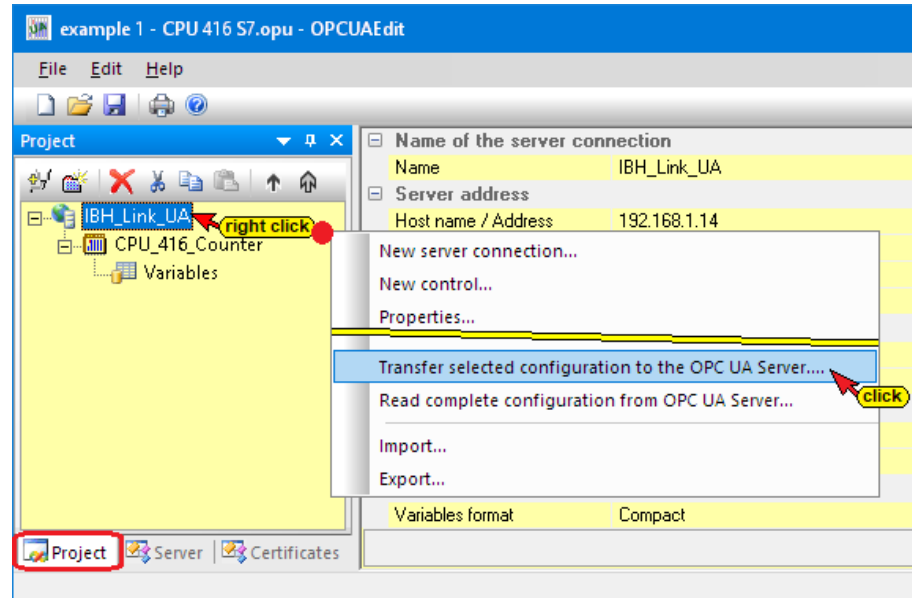 example 1 - CPU 416 S7.opu - OPCUAEdit
File Edit Help
Project
Name of the server connection
Name IBH_Link_UA
Server address
Host name / Address 192.168.1.14
IBH_Link_UA
right click
CPU_416_Counter
Variables
New server connection...
New control...
Properties...
Transfer selected configuration to the OPC UA Server....
click
Read complete configuration from OPC UA Server...
Import...
Export...
Variables format Compact
Project Server Certificates